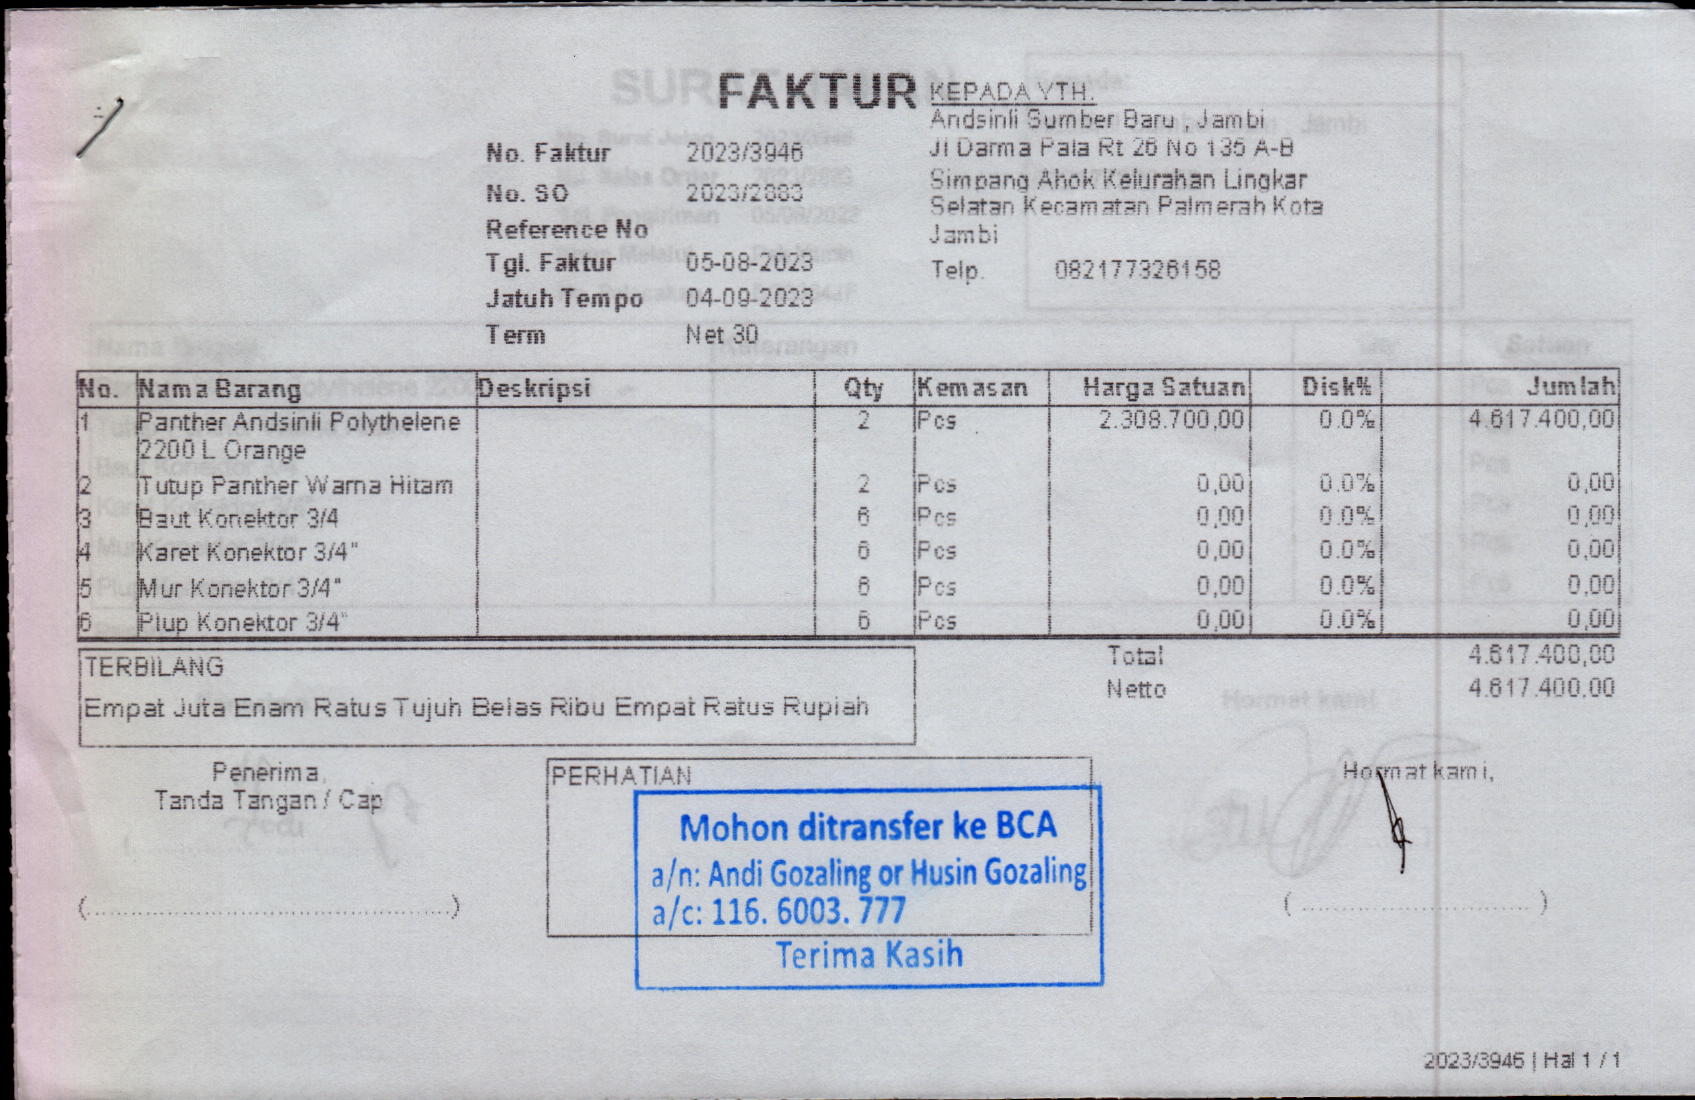 FAKTUR
KEPADA YTH.
Andsinli Sumber Baru , Jambi
Jl Darma Pala Rt 26 No 135 A-B
Simpang Ahok Kelurahan Lingkar
Selatan Kecamatan Palmerah Kota
Jambi
Telp. 082177326158
No. Faktur 2023/3946
No. SO 2023/2883
Reference No
Tgl. Faktur 05-08-2023
Jatuh Tempo 04-09-2023
Term Net 30
No. Nama Barang Deskripsi Qty Kemasan Harga Satuan Disk% Jumlah
1 Panther Andsinli Polythelene 2 Pcs 2.308.700,00 0.0% 4.617.400,00
2200 L Orange
2 Tutup Panther Warna Hitam 2 Pcs 0,00 0.0% 0,00
3 Baut Konektor 3/4 6 Pcs 0,00 0.0% 0,00
4 Karet Konektor 3/4" 6 Pcs 0,00 0.0% 0,00
5 Mur Konektor 3/4" 6 Pcs 0,00 0.0% 0,00
6 Plup Konektor 3/4" 6 Pcs 0,00 0.0% 0,00
Total 4.617.400,00
Netto 4.617.400,00
TERBILANG
Empat Juta Enam Ratus Tujuh Belas Ribu Empat Ratus Rupiah
Penerima,
Tanda Tangan / Cap
PERHATIAN
Mohon ditransfer ke BCA
a/n: Andi Gozaling or Husin Gozaling
a/c: 116. 6003. 777
Terima Kasih
Hormat kami,
2023/3946 | Hal 1 / 1